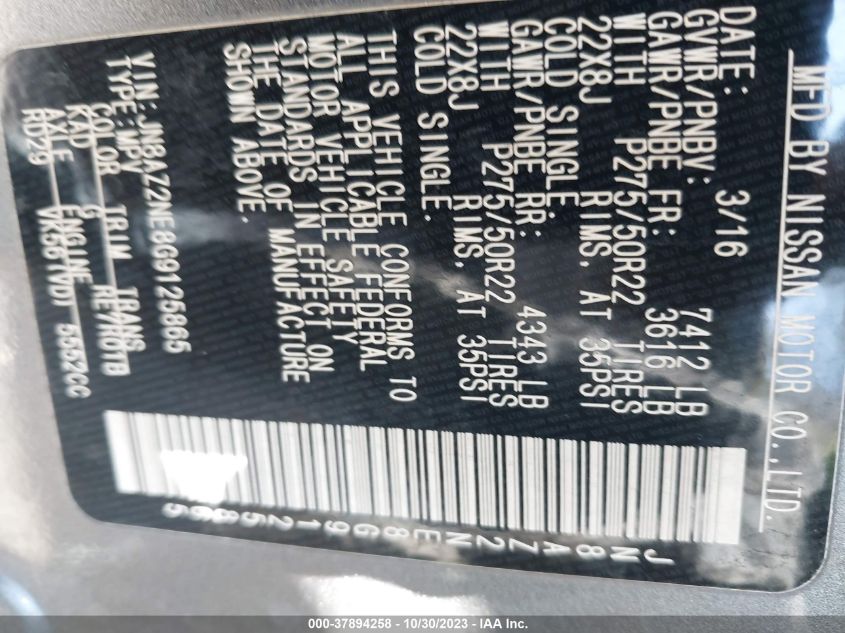 MFD BY NISSAN MOTOR CO.,LTD.
DATE: 3/16
GVWR/PNBV: 7412 LB
GAWR/PNBE FR: 3616 LB
WITH P275/50R22 TIRES
22X8J RIMS, AT 35PSI
COLD SINGLE.
GAWR/PNBE RR: 4343 LB
WITH P275/50R22 TIRES
22X8J RIMS, AT 35PSI
COLD SINGLE.
THIS VEHICLE CONFORMS TO
ALL APPLICABLE FEDERAL
MOTOR VEHICLE SAFETY
STANDARDS IN EFFECT ON
THE DATE OF MANUFACTURE
SHOWN ABOVE.
VIN: JN8AZ2NE8G9125865
TYPE: MPV
COLOR TRIM TRANS
KAD G RE7R01B
AXLE ENGINE
RD29 VK56(VD) 5552CC
JN8AZ2NE8G9125865
000-37894258 - 10/30/2023 - IAA Inc.